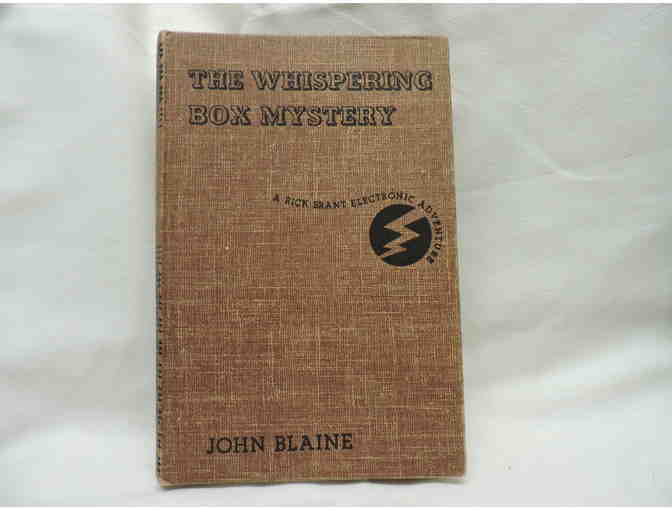 THE WHISPERING
BOX MYSTERY
A RICK BRANT ELECTRONIC ADVENTURE
JOHN BLAINE